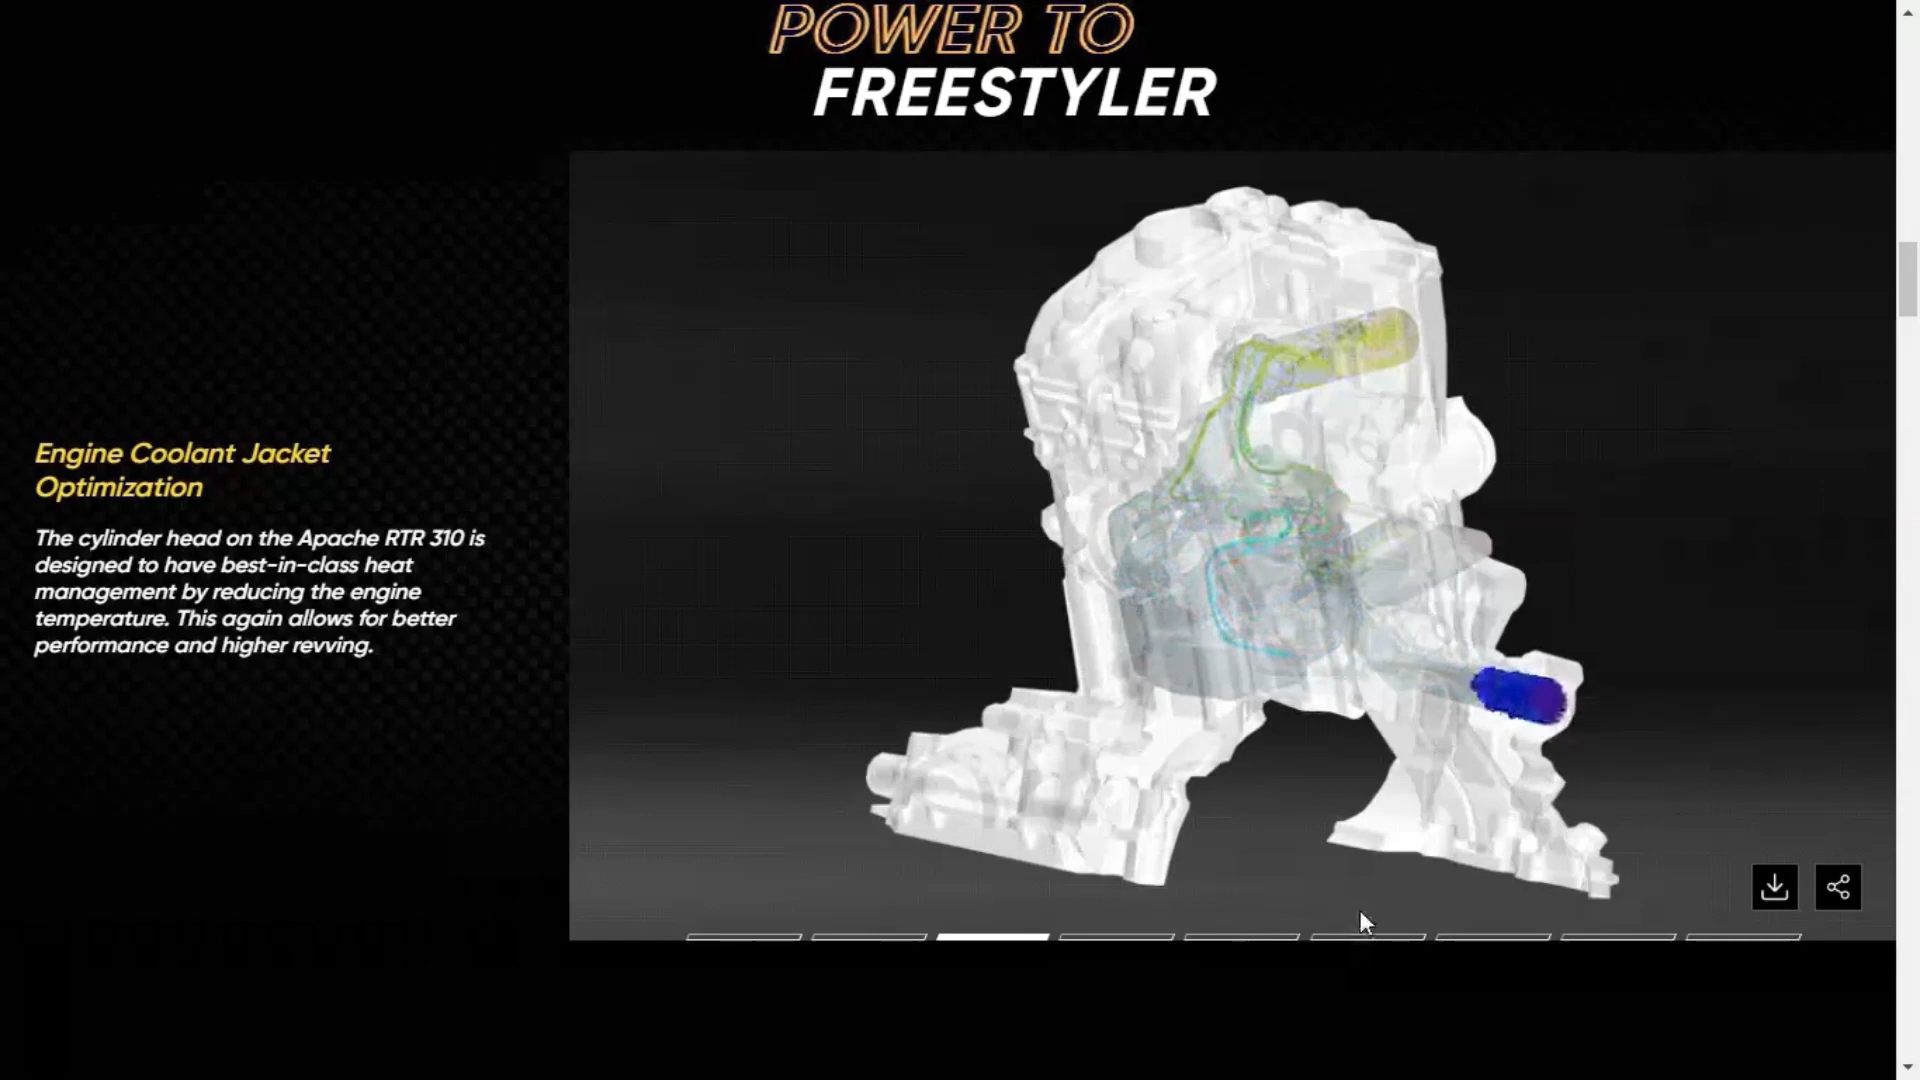 POWER TO
FREESTYLER
Engine Coolant Jacket
Optimization
The cylinder head on the Apache RTR 310 is
designed to have best-in-class heat
management by reducing the engine
temperature. This again allows for better
performance and higher revving.